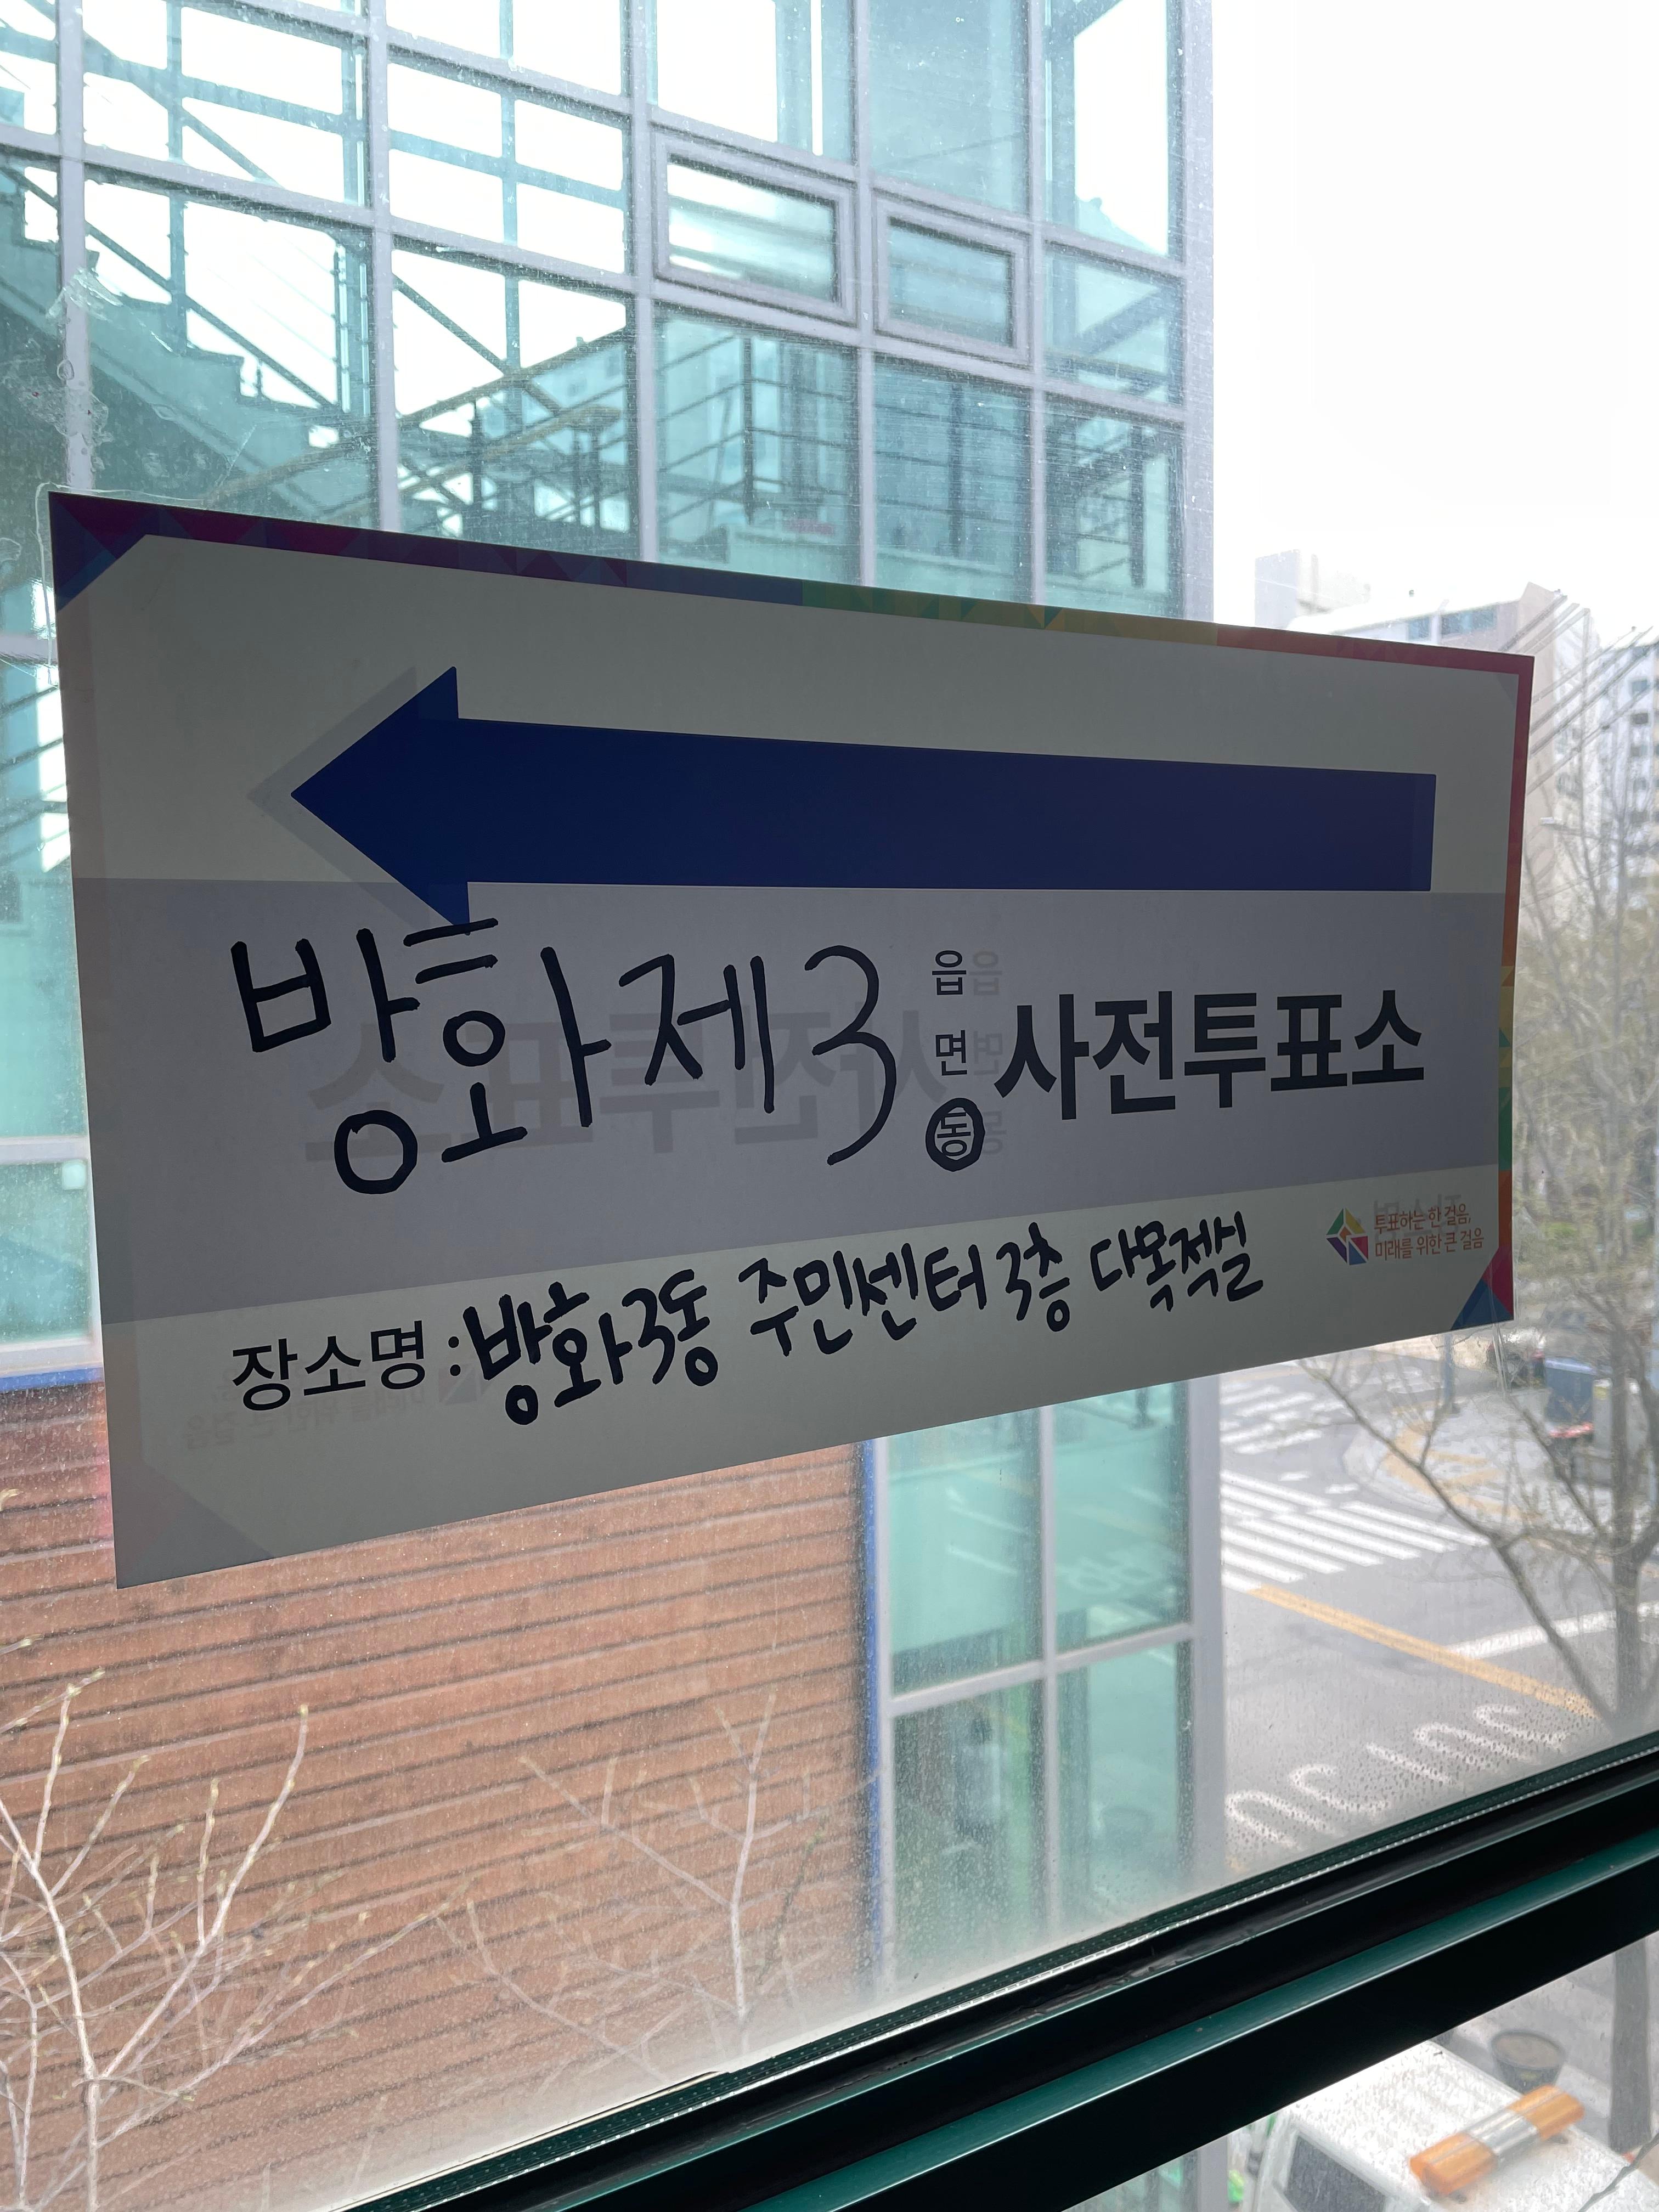 방화제3 읍 면 동 사전투표소
투표하는 한 걸음,
미래를 위한 큰 걸음
장소명 : 방화3동 주민센터 3층 다목적실